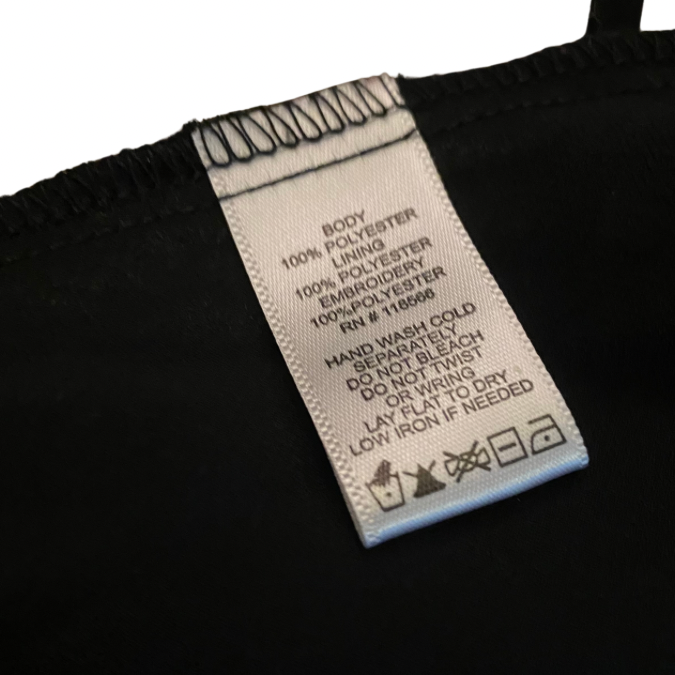 BODY
100% POLYESTER
LINING
100% POLYESTER
EMBROIDERY
100%POLYESTER
RN # 118566
HAND WASH COLD
SEPARATELY
DO NOT BLEACH
DO NOT TWIST
OR WRING
LAY FLAT TO DRY
LOW IRON IF NEEDED